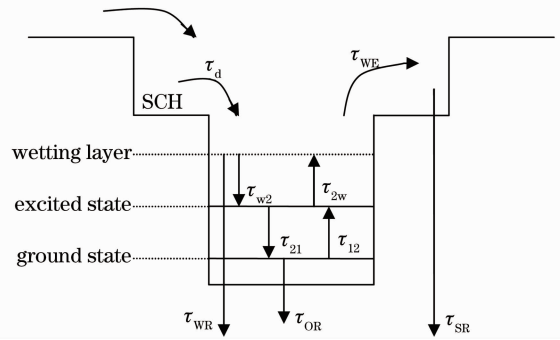 τ_WE
τ_d
SCH
wetting layer
τ_w2
τ_2w
excited state
τ_21
τ_12
ground state
τ_WR
τ_OR
τ_SR